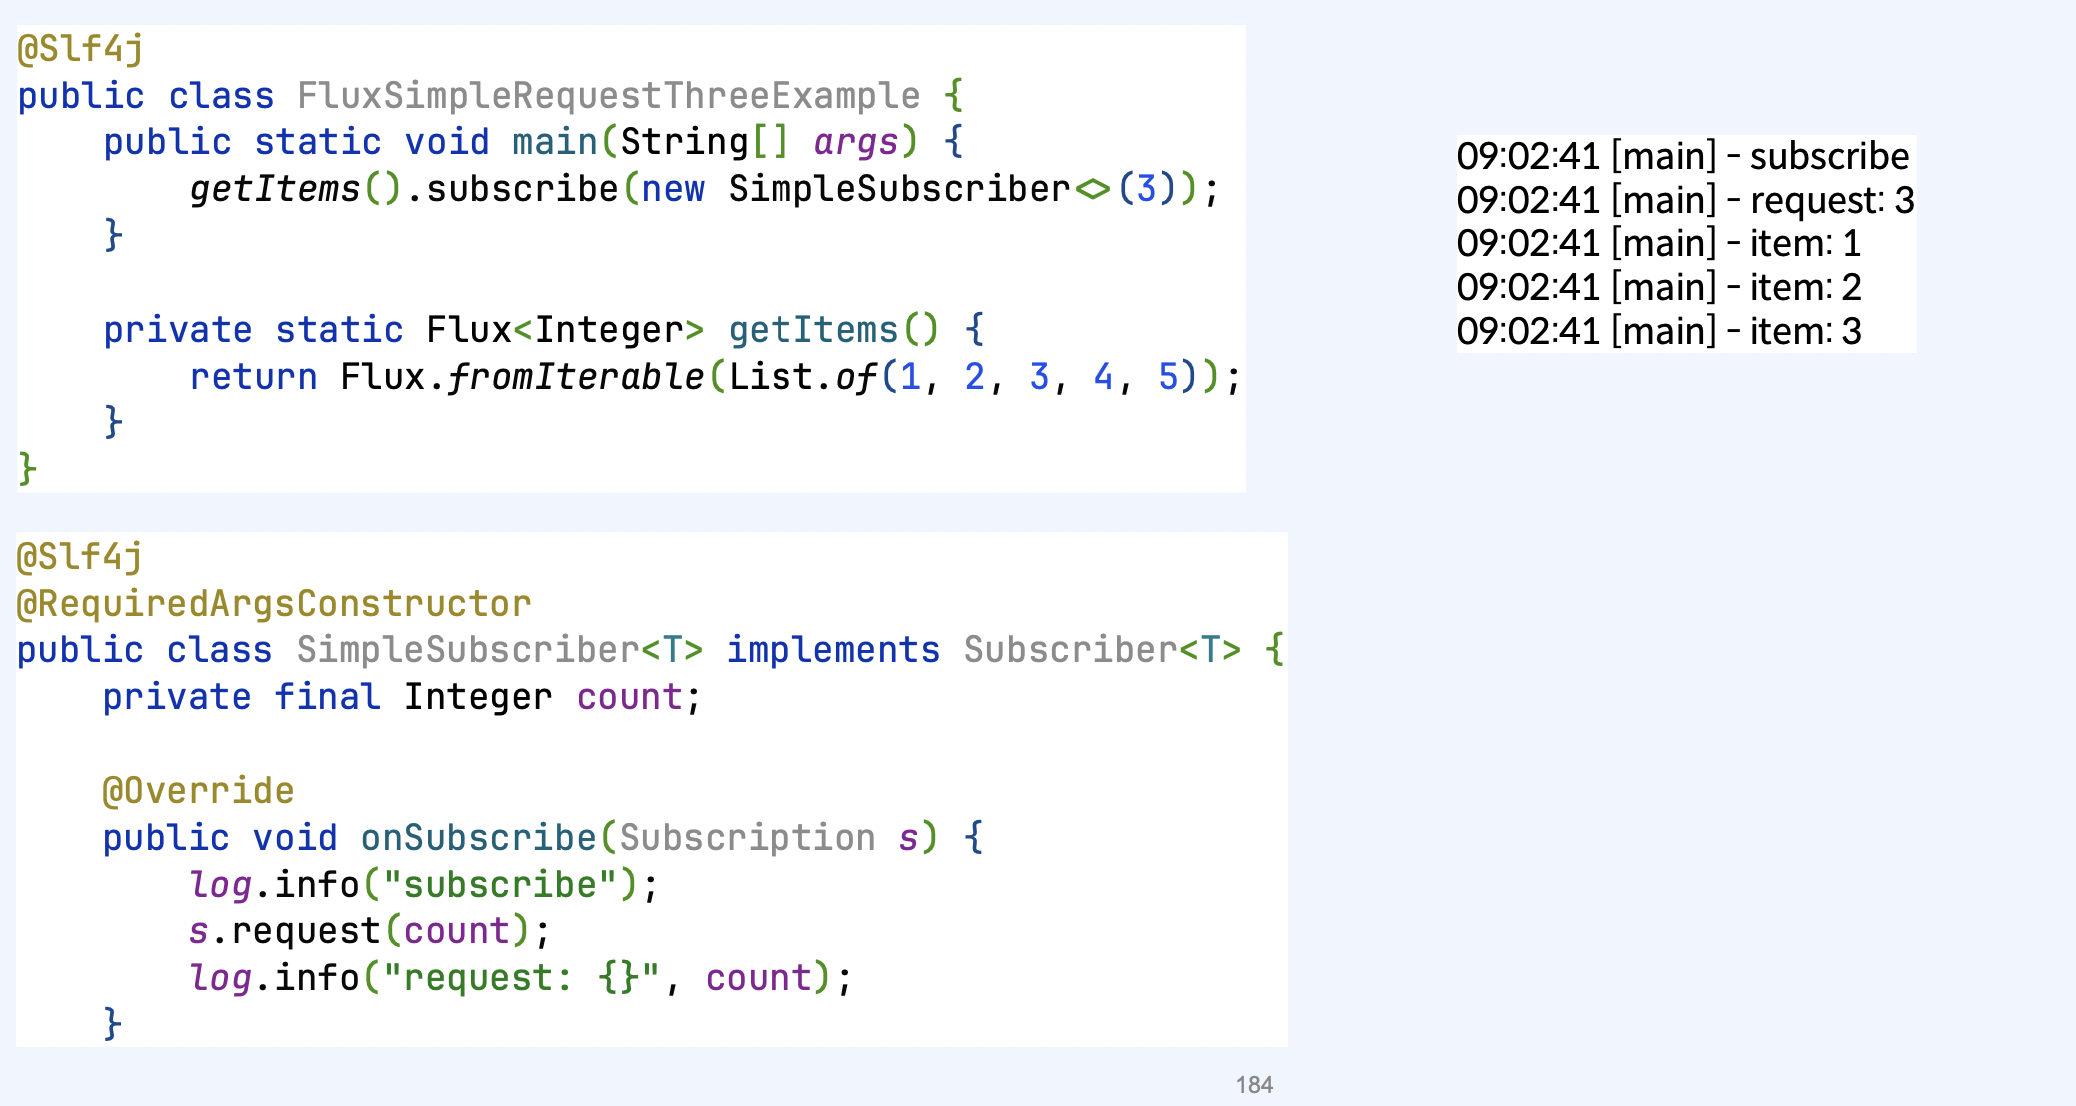 @Slf4j
public class FluxSimpleRequestThreeExample {
    public static void main(String[] args) {
        getItems().subscribe(new SimpleSubscriber<>(3));
    }

    private static Flux<Integer> getItems() {
        return Flux.fromIterable(List.of(1, 2, 3, 4, 5));
    }
}
09:02:41 [main] - subscribe
09:02:41 [main] - request: 3
09:02:41 [main] - item: 1
09:02:41 [main] - item: 2
09:02:41 [main] - item: 3
@Slf4j
@RequiredArgsConstructor
public class SimpleSubscriber<T> implements Subscriber<T> {
    private final Integer count;

    @Override
    public void onSubscribe(Subscription s) {
        log.info("subscribe");
        s.request(count);
        log.info("request: {}", count);
    }
184